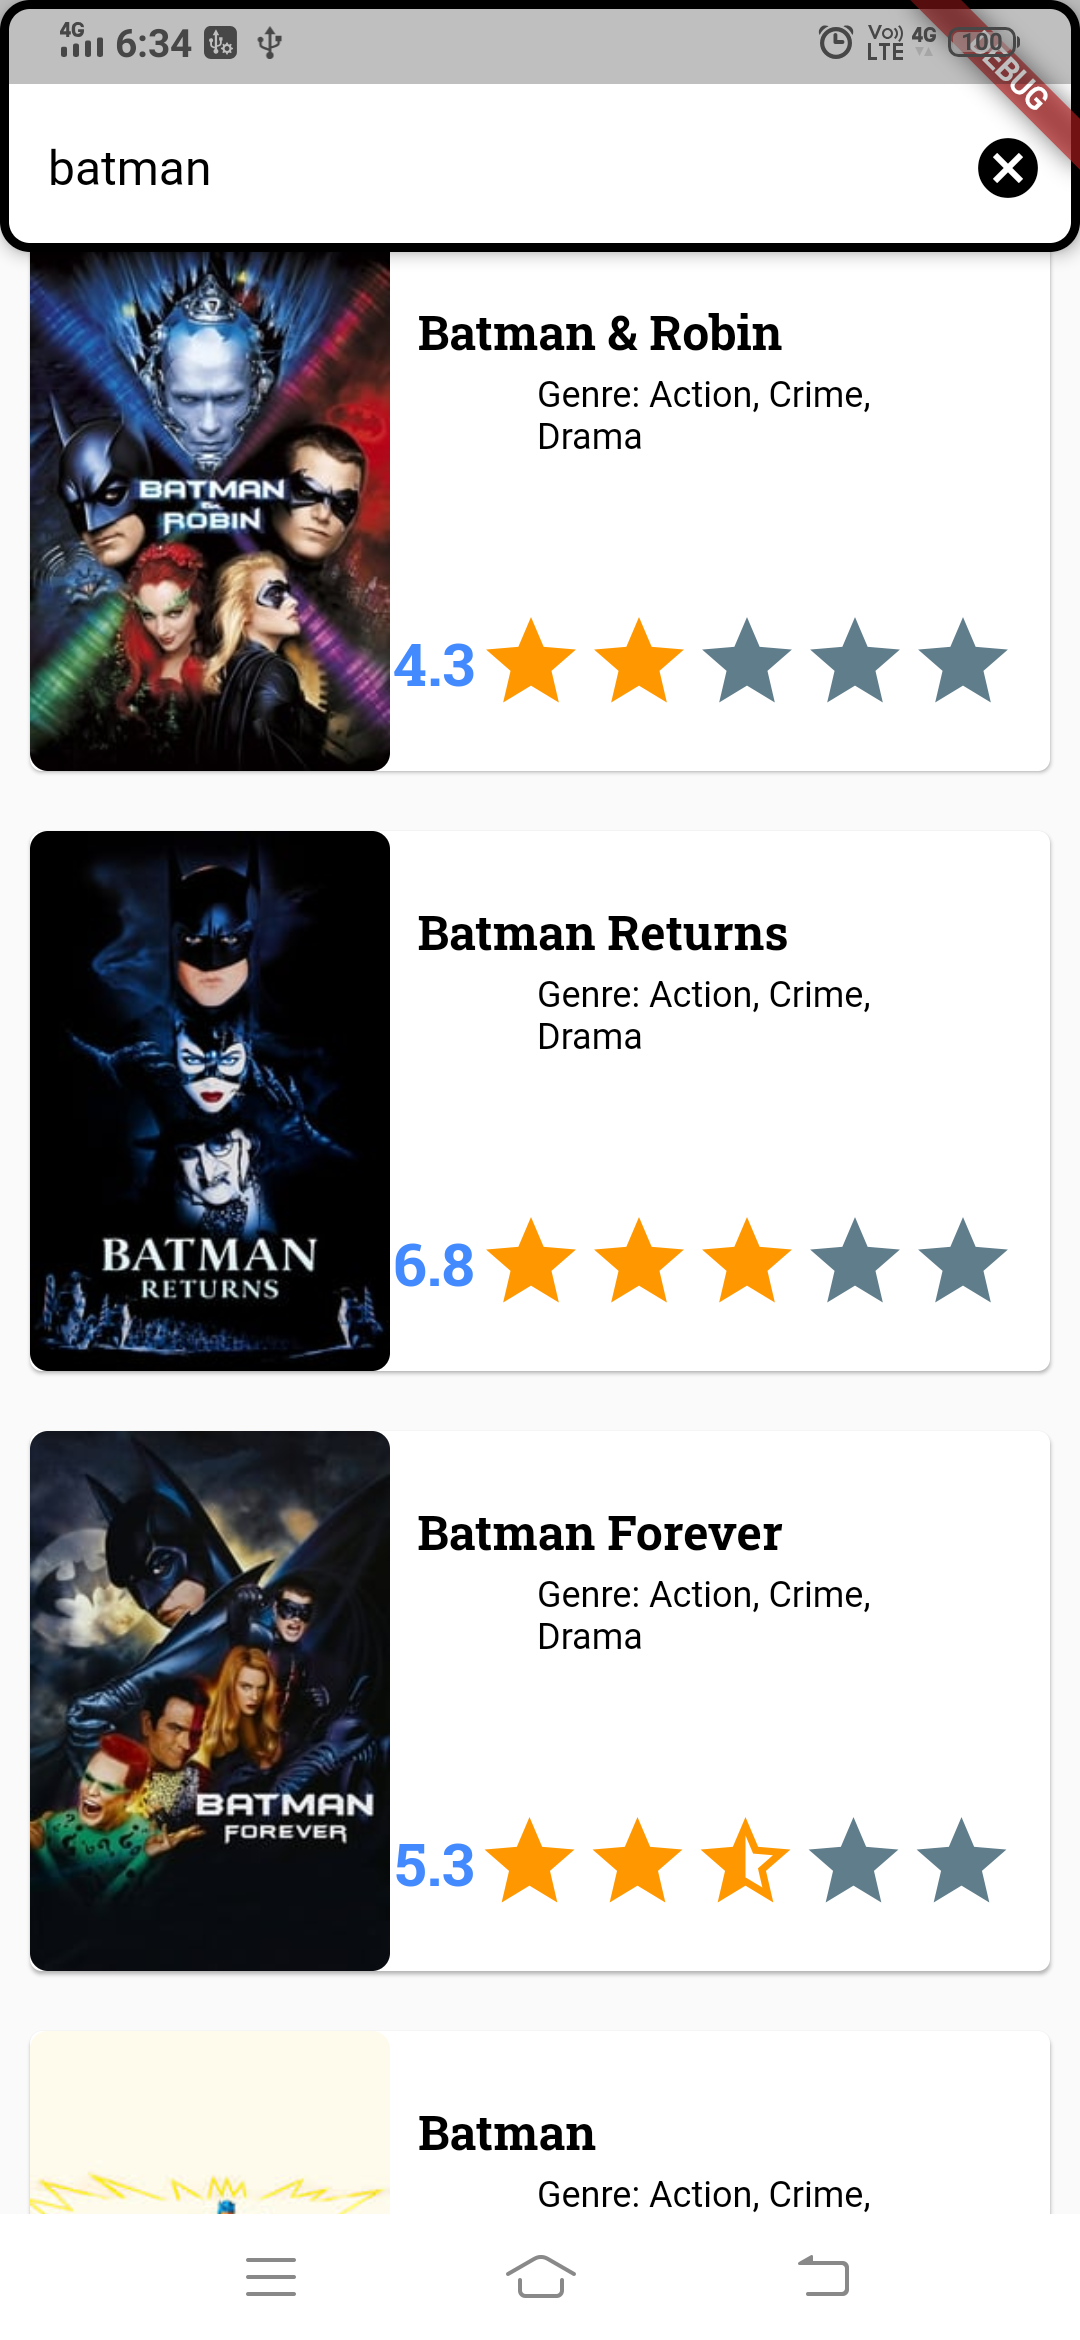 4G
6:34
Vo))
LTE
4G
100
DEBUG
batman
BATMAN
&
ROBIN
Batman & Robin
Genre: Action, Crime,
Drama
4.3
BATMAN
RETURNS
Batman Returns
Genre: Action, Crime,
Drama
6.8
BATMAN
FOREVER
Batman Forever
Genre: Action, Crime,
Drama
5.3
Batman
Genre: Action, Crime,